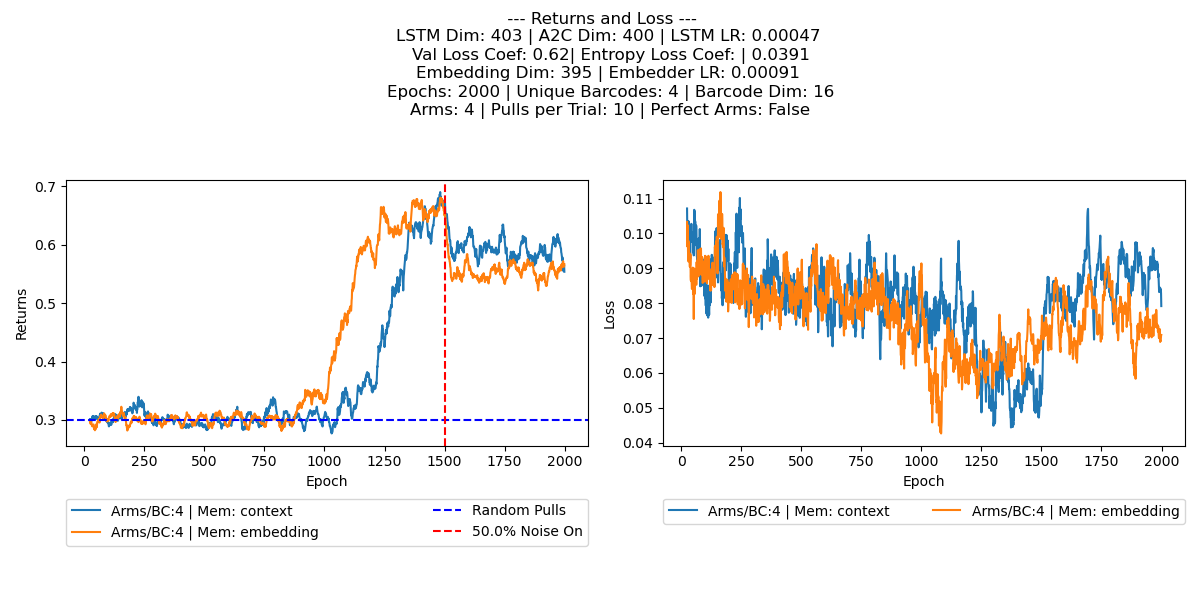 --- Returns and Loss ---
LSTM Dim: 403 | A2C Dim: 400 | LSTM LR: 0.00047
Val Loss Coef: 0.62| Entropy Loss Coef: | 0.0391
Embedding Dim: 395 | Embedder LR: 0.00091
Epochs: 2000 | Unique Barcodes: 4 | Barcode Dim: 16
Arms: 4 | Pulls per Trial: 10 | Perfect Arms: False
Returns
0.7
0.6
0.5
0.4
0.3
0 250 500 750 1000 1250 1500 1750 2000
Epoch
Arms/BC:4 | Mem: context
Arms/BC:4 | Mem: embedding
Random Pulls
50.0% Noise On
Loss
0.11
0.10
0.09
0.08
0.07
0.06
0.05
0.04
0 250 500 750 1000 1250 1500 1750 2000
Epoch
Arms/BC:4 | Mem: context
Arms/BC:4 | Mem: embedding